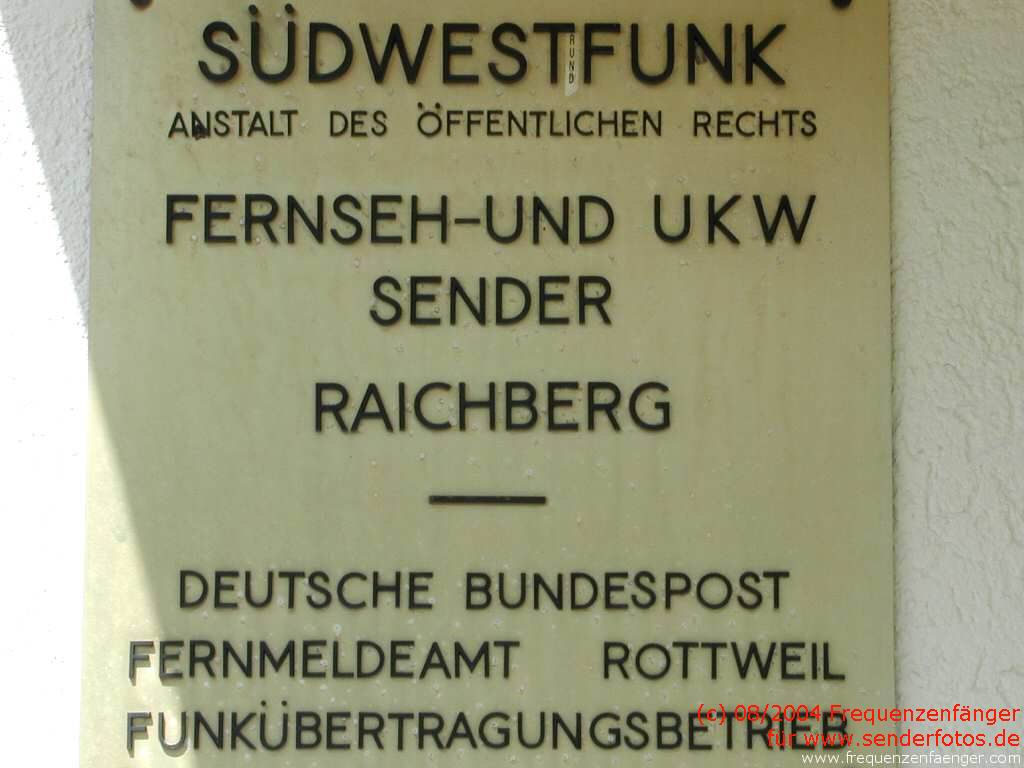 SÜDWESTFUNK
RUND
ANSTALT DES ÖFFENTLICHEN RECHTS
FERNSEH-UND UKW
SENDER
RAICHBERG
DEUTSCHE BUNDESPOST
FERNMELDEAMT ROTTWEIL
FUNKÜBERTRAGUNGSBETRIEB
(c) 08/2004 Frequenzenfänger
für www.senderfotos.de
www.frequenzenfaenger.com